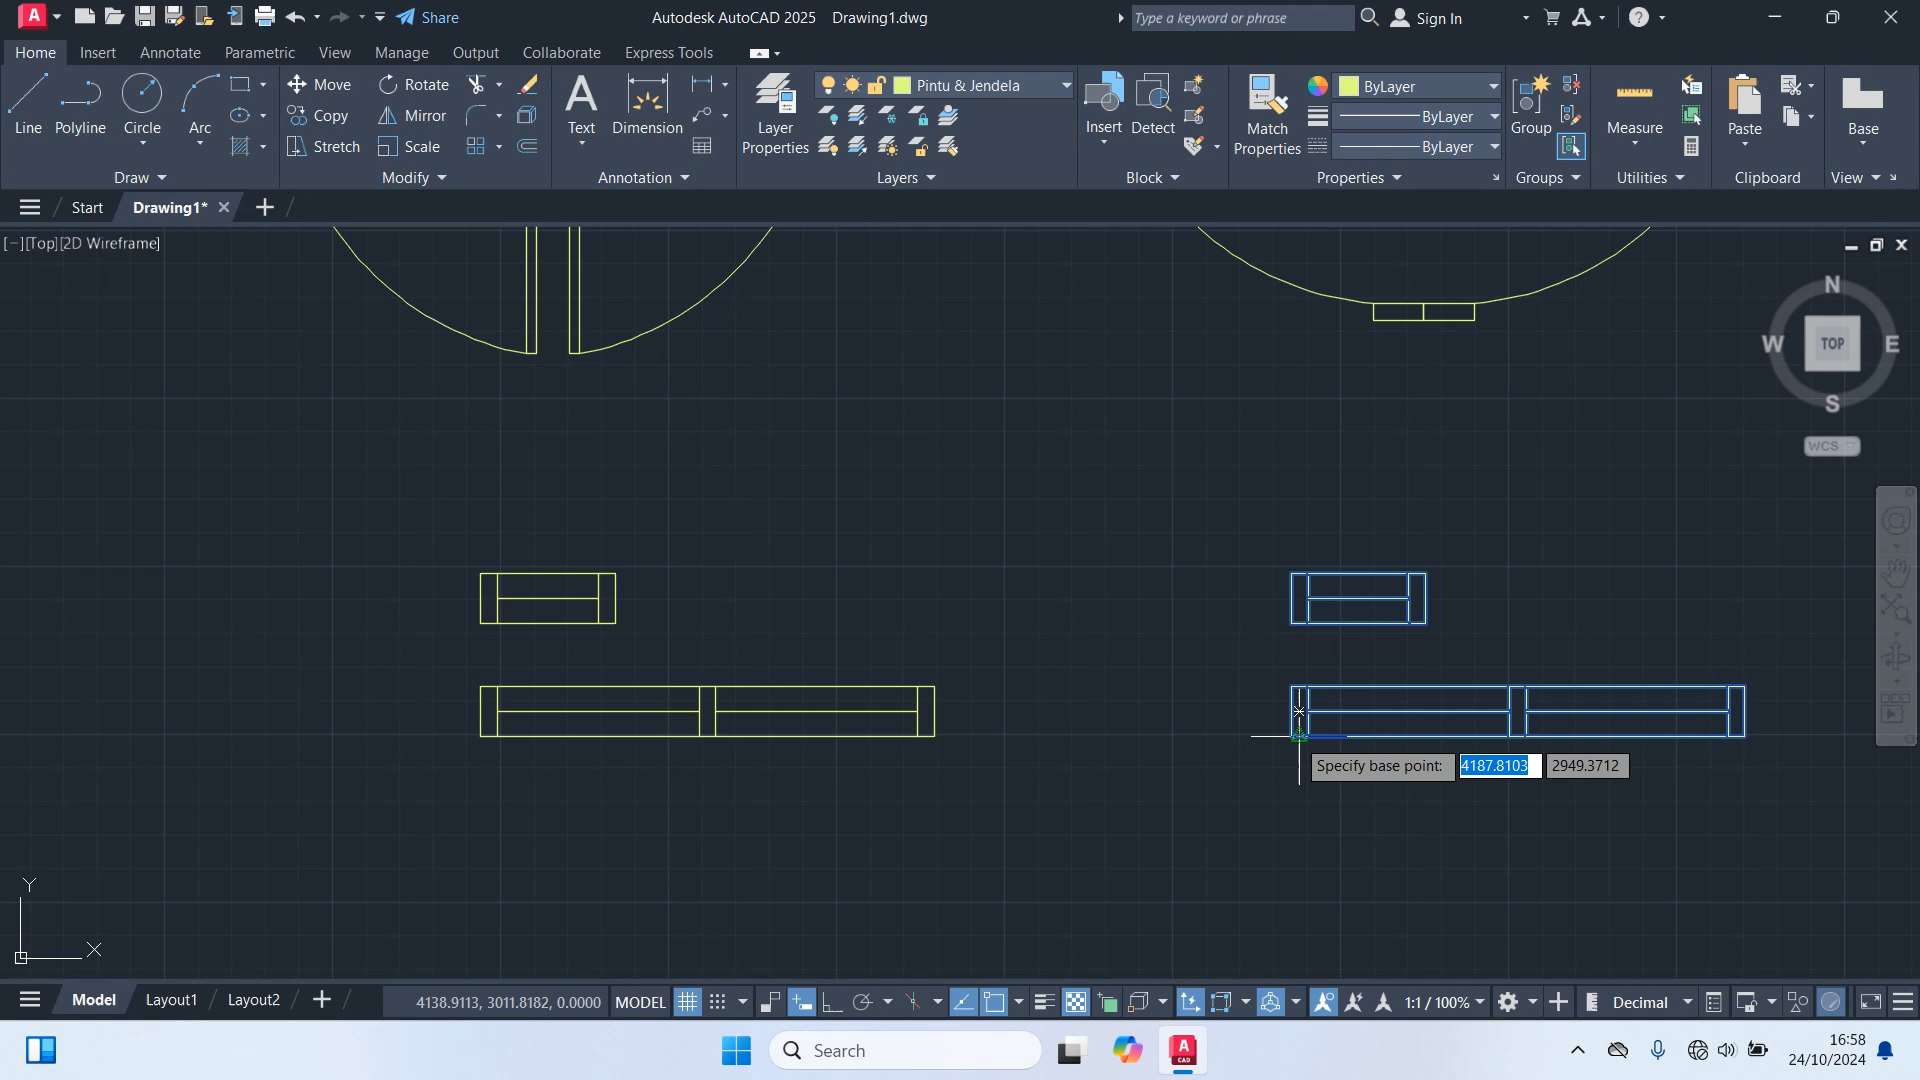 Share
Autodesk AutoCAD 2025 Drawing1.dwg
Type a keyword or phrase
Sign In
Home Insert Annotate Parametric View Manage Output Collaborate Express Tools
Line Polyline Circle Arc
Move Rotate
Copy Mirror
Stretch Scale
Text Dimension
Layer Properties
Pintu & Jendela
Insert Detect
Match Properties
ByLayer
ByLayer
ByLayer
Group
Measure
Paste
Base
Draw Modify Annotation Layers Block Properties Groups Utilities Clipboard View
Start Drawing1*
[−][Top][2D Wireframe]
N
W TOP E
S
WCS
Specify base point: 4187.8103 2949.3712
Y
X
Model Layout1 Layout2
4138.9113, 3011.8182, 0.0000 MODEL
1:1 / 100%
Decimal
Search
A CAD
16:58
24/10/2024